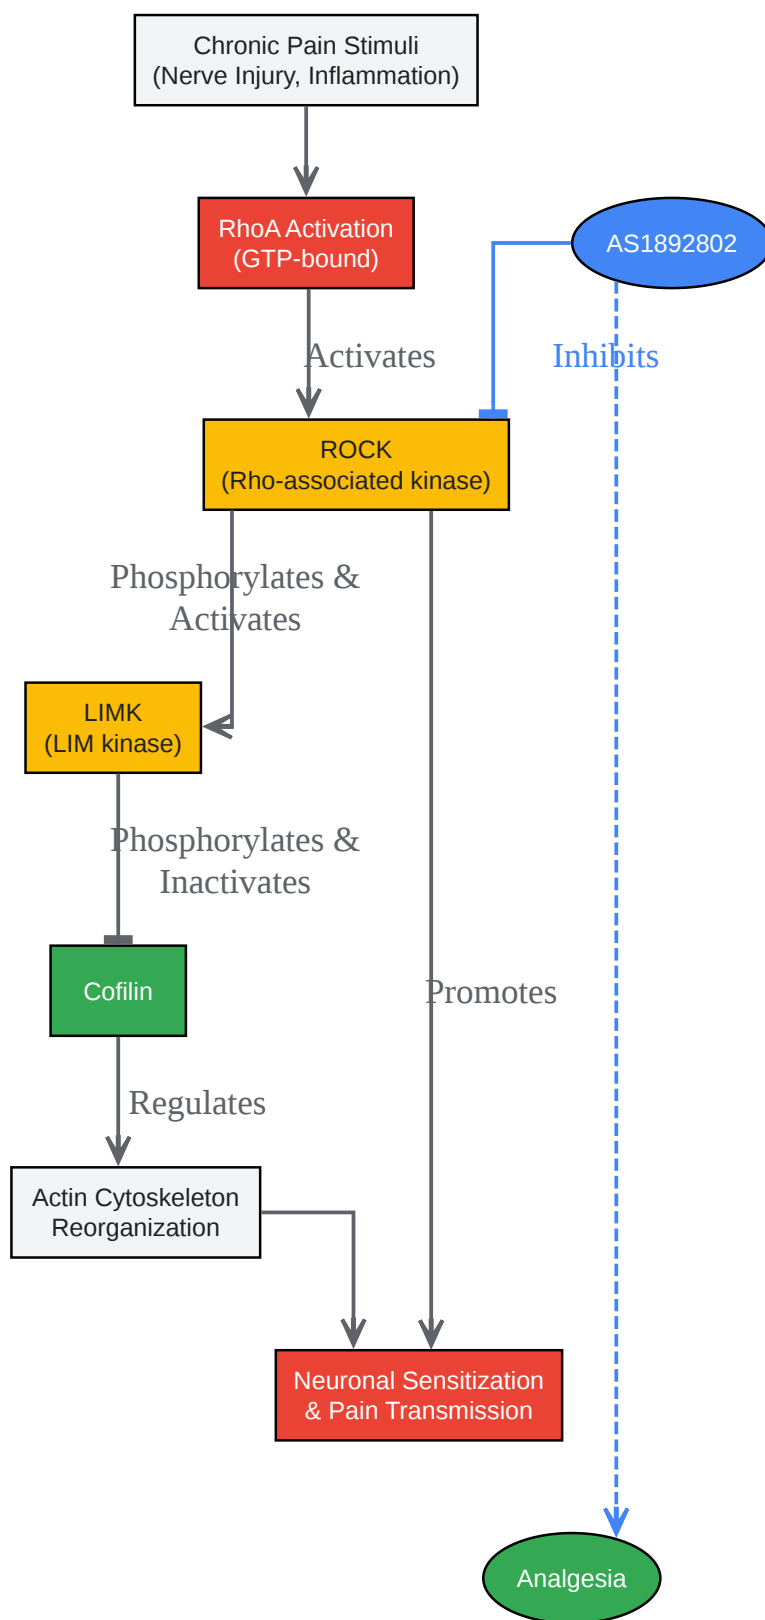 Chronic Pain Stimuli
(Nerve Injury, Inflammation)
RhoA Activation
(GTP-bound)
AS1892802
Activates
Inhibits
ROCK
(Rho-associated kinase)
Phosphorylates &
Activates
LIMK
(LIM kinase)
Phosphorylates &
Inactivates
Cofilin
Promotes
Regulates
Actin Cytoskeleton
Reorganization
Neuronal Sensitization
& Pain Transmission
Analgesia